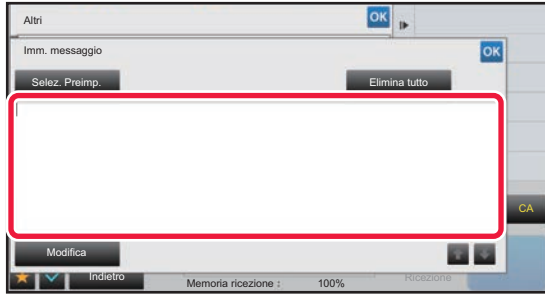 Altri OK
Imm. messaggio OK
Selez. Preimp. Elimina tutto
CA
Modifica
Indietro Memoria ricezione : 100% Ricezione